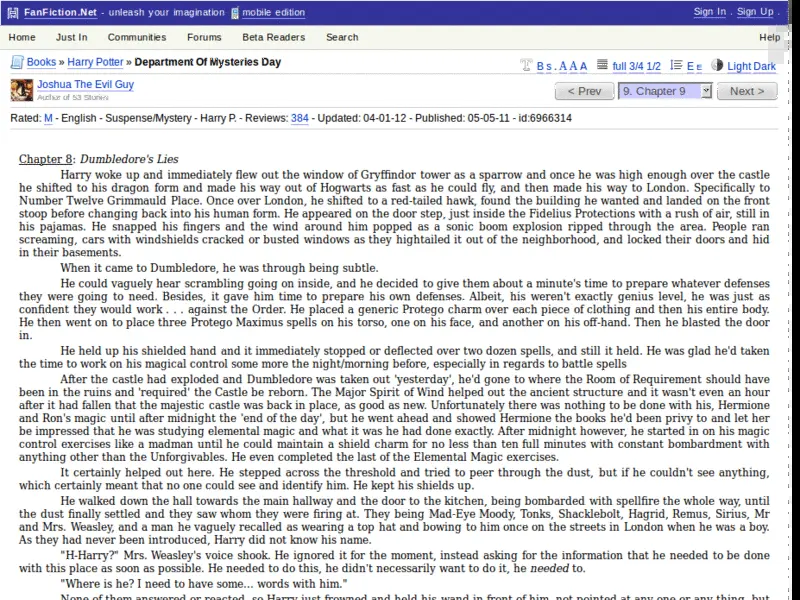 FanFiction.Net - unleash your imagination mobile edition Sign In . Sign Up .
Home Just In Communities Forums Beta Readers Search Help
Books » Harry Potter » Department Of Mysteries Day B s . A A A full 3/4 1/2 E E Light Dark
Joshua The Evil Guy
Author of 53 Stories
< Prev 9. Chapter 9 Next >
Rated: M - English - Suspense/Mystery - Harry P. - Reviews: 384 - Updated: 04-01-12 - Published: 05-05-11 - id:6966314
Chapter 8: Dumbledore's Lies
Harry woke up and immediately flew out the window of Gryffindor tower as a sparrow and once he was high enough over the castle
he shifted to his dragon form and made his way out of Hogwarts as fast as he could fly, and then made his way to London. Specifically to
Number Twelve Grimmauld Place. Once over London, he shifted to a red-tailed hawk, found the building he wanted and landed on the front
stoop before changing back into his human form. He appeared on the door step, just inside the Fidelius Protections with a rush of air, still in
his pajamas. He snapped his fingers and the wind around him popped as a sonic boom explosion ripped through the area. People ran
screaming, cars with windshields cracked or busted windows as they hightailed it out of the neighborhood, and locked their doors and hid
in their basements.
When it came to Dumbledore, he was through being subtle.
He could vaguely hear scrambling going on inside, and he decided to give them about a minute's time to prepare whatever defenses
they were going to need. Besides, it gave him time to prepare his own defenses. Albeit, his weren't exactly genius level, he was just as
confident they would work . . . against the Order. He placed a generic Protego charm over each piece of clothing and then his entire body.
He then went on to place three Protego Maximus spells on his torso, one on his face, and another on his off-hand. Then he blasted the door
in.
He held up his shielded hand and it immediately stopped or deflected over two dozen spells, and still it held. He was glad he'd taken
the time to work on his magical control some more the night/morning before, especially in regards to battle spells
After the castle had exploded and Dumbledore was taken out 'yesterday', he'd gone to where the Room of Requirement should have
been in the ruins and 'required' the Castle be reborn. The Major Spirit of Wind helped out the ancient structure and it wasn't even an hour
after it had fallen that the majestic castle was back in place, as good as new. Unfortunately there was nothing to be done with his, Hermione
and Ron's magic until after midnight the 'end of the day', but he went ahead and showed Hermione the books he'd been privy to and let her
be impressed that he was studying elemental magic and what it was he had done exactly. After midnight however, he started in on his magic
control exercises like a madman until he could maintain a shield charm for no less than ten full minutes with constant bombardment with
anything other than the Unforgivables. He even completed the last of the Elemental Magic exercises.
It certainly helped out here. He stepped across the threshold and tried to peer through the dust, but if he couldn't see anything,
which certainly meant that no one could see and identify him. He kept his shields up.
He walked down the hall towards the main hallway and the door to the kitchen, being bombarded with spellfire the whole way, until
the dust finally settled and they saw whom they were firing at. They being Mad-Eye Moody, Tonks, Shacklebolt, Hagrid, Remus, Sirius, Mr
and Mrs. Weasley, and a man he vaguely recalled as wearing a top hat and bowing to him once on the streets in London when he was a boy.
As they had never been introduced, Harry did not know his name.
"H-Harry?" Mrs. Weasley's voice shook. He ignored it for the moment, instead asking for the information that he needed to be done
with this place as soon as possible. He needed to do this, he didn't necessarily want to do it, he needed to.
"Where is he? I need to have some... words with him."
None of them answered or reacted, so Harry just frowned and held his wand in front of him, not pointed at any one or any thing, but